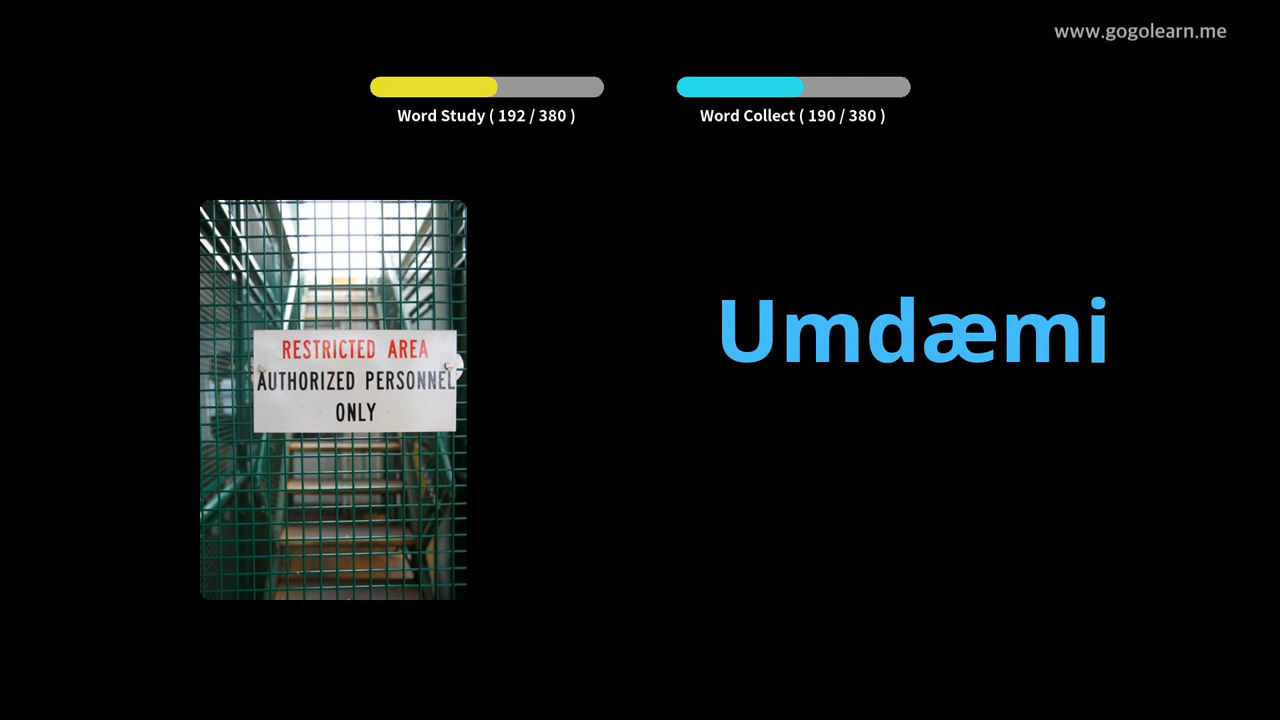 www.gogolearn.me
Word Study ( 192 / 380 )
Word Collect ( 190 / 380 )
RESTRICTED AREA
AUTHORIZED PERSONNEL
ONLY
Umdæmi